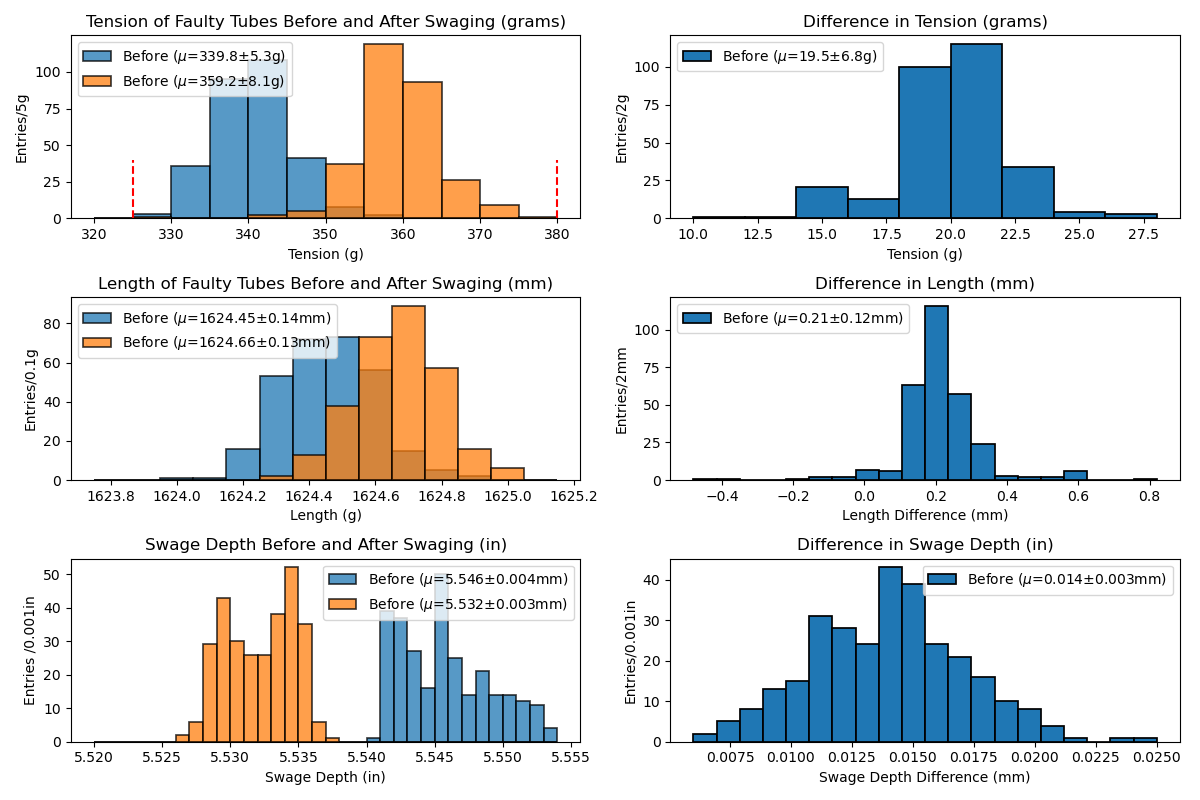 Tension of Faulty Tubes Before and After Swaging (grams)
Before (μ=339.8±5.3g)
Before (μ=359.2±8.1g)
Entries/5g
100
75
50
25
0
320 330 340 350 360 370 380
Tension (g)
Difference in Tension (grams)
Before (μ=19.5±6.8g)
Entries/2g
100
75
50
25
0
10.0 12.5 15.0 17.5 20.0 22.5 25.0 27.5
Tension (g)
Length of Faulty Tubes Before and After Swaging (mm)
Before (μ=1624.45±0.14mm)
Before (μ=1624.66±0.13mm)
Entries/0.1g
80
60
40
20
0
1623.8 1624.0 1624.2 1624.4 1624.6 1624.8 1625.0 1625.2
Length (g)
Difference in Length (mm)
Before (μ=0.21±0.12mm)
Entries/2mm
100
75
50
25
0
−0.4 −0.2 0.0 0.2 0.4 0.6 0.8
Length Difference (mm)
Swage Depth Before and After Swaging (in)
Before (μ=5.546±0.004mm)
Before (μ=5.532±0.003mm)
Entries /0.001in
50
40
30
20
10
0
5.520 5.525 5.530 5.535 5.540 5.545 5.550 5.555
Swage Depth (in)
Difference in Swage Depth (in)
Before (μ=0.014±0.003mm)
Entries/0.001in
40
30
20
10
0
0.0075 0.0100 0.0125 0.0150 0.0175 0.0200 0.0225 0.0250
Swage Depth Difference (mm)